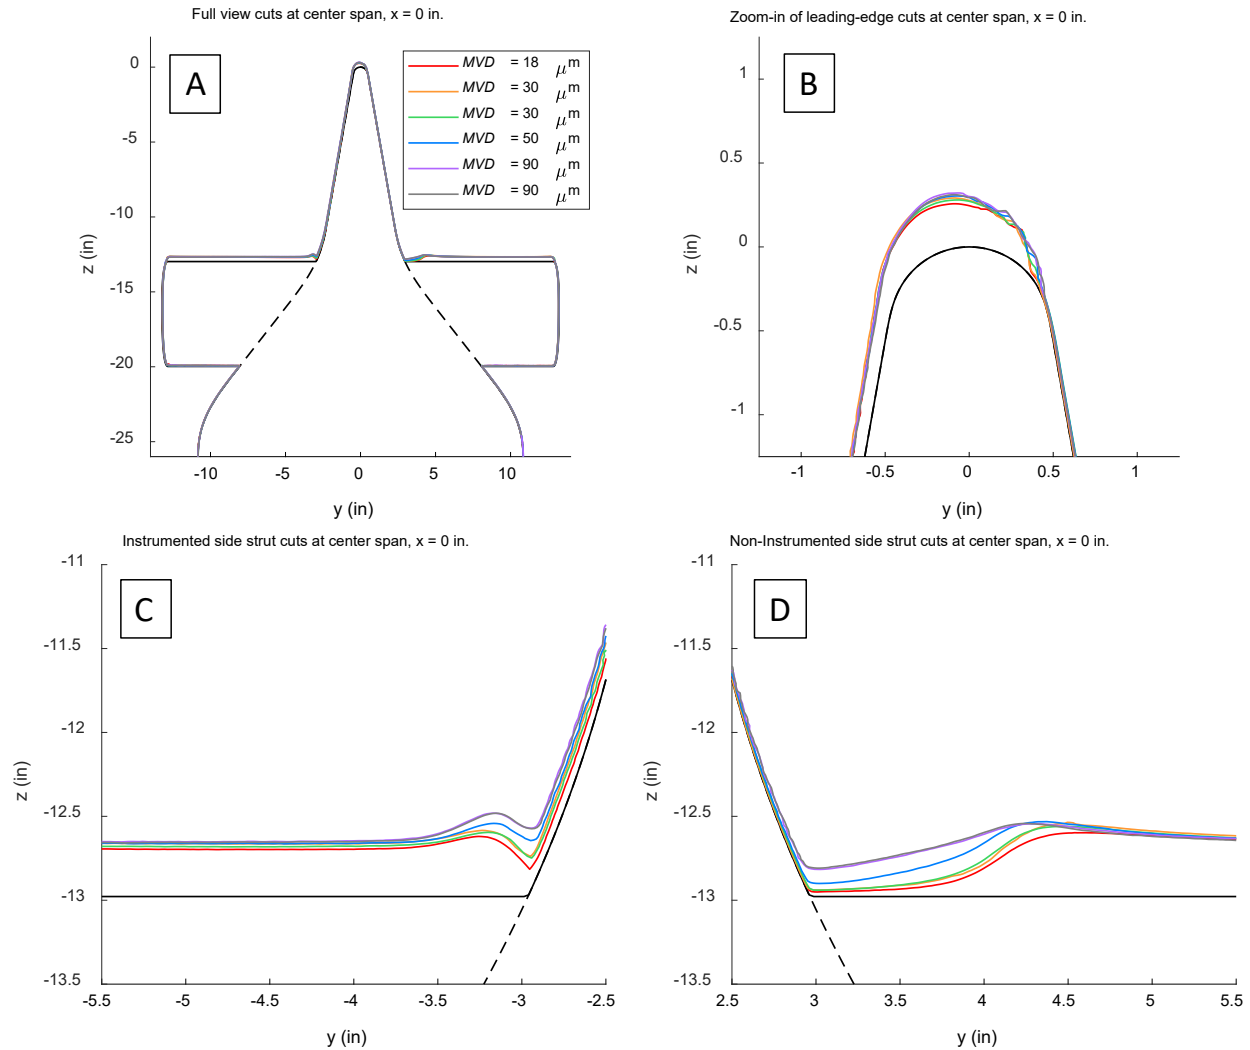 Full view cuts at center span, x = 0 in.
A
MVD = 18 μm
MVD = 30 μm
MVD = 30 μm
MVD = 50 μm
MVD = 90 μm
MVD = 90 μm
0
-5
-10
-15
-20
-25
z (in)
-10 -5 0 5 10
y (in)
Zoom-in of leading-edge cuts at center span, x = 0 in.
B
1
0.5
0
-0.5
-1
z (in)
-1 -0.5 0 0.5 1
y (in)
Instrumented side strut cuts at center span, x = 0 in.
C
-11
-11.5
-12
-12.5
-13
-13.5
z (in)
-5.5 -5 -4.5 -4 -3.5 -3 -2.5
y (in)
Non-Instrumented side strut cuts at center span, x = 0 in.
D
-11
-11.5
-12
-12.5
-13
-13.5
z (in)
2.5 3 3.5 4 4.5 5 5.5
y (in)